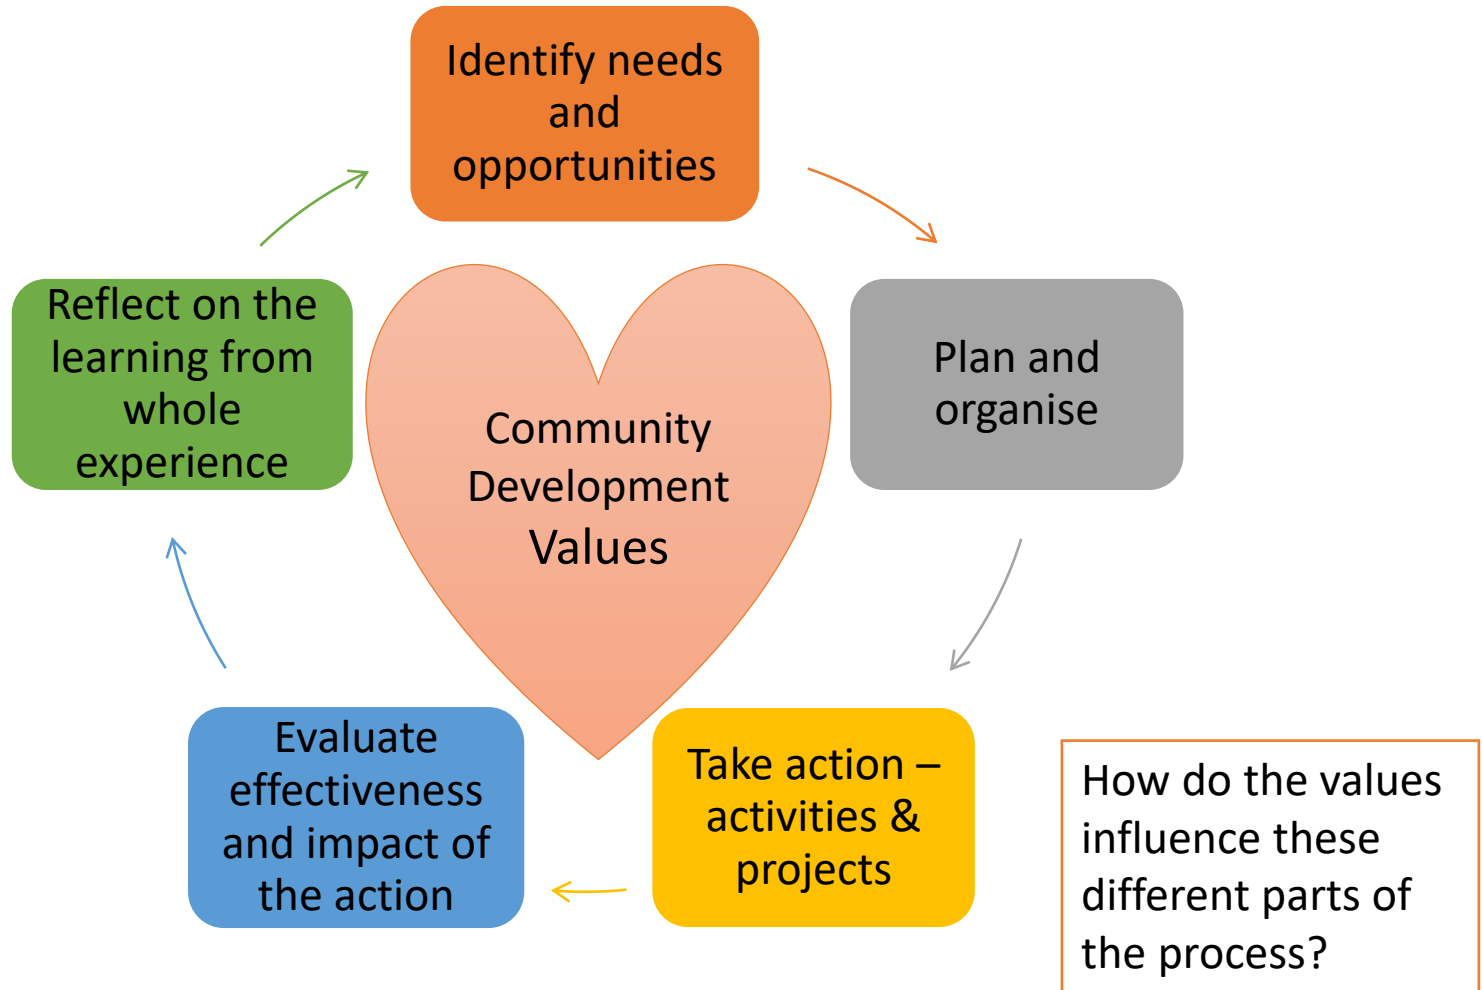 Identify needs
and
opportunities
Plan and
organise
Take action –
activities &
projects
Evaluate
effectiveness
and impact of
the action
Reflect on the
learning from
whole
experience
Community
Development
Values
How do the values
influence these
different parts of
the process?